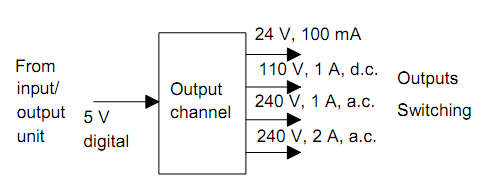 From
input/
output
unit
5 V
digital
Output
channel
24 V, 100 mA
110 V, 1 A, d.c.
240 V, 1 A, a.c.
240 V, 2 A, a.c.
Outputs
Switching